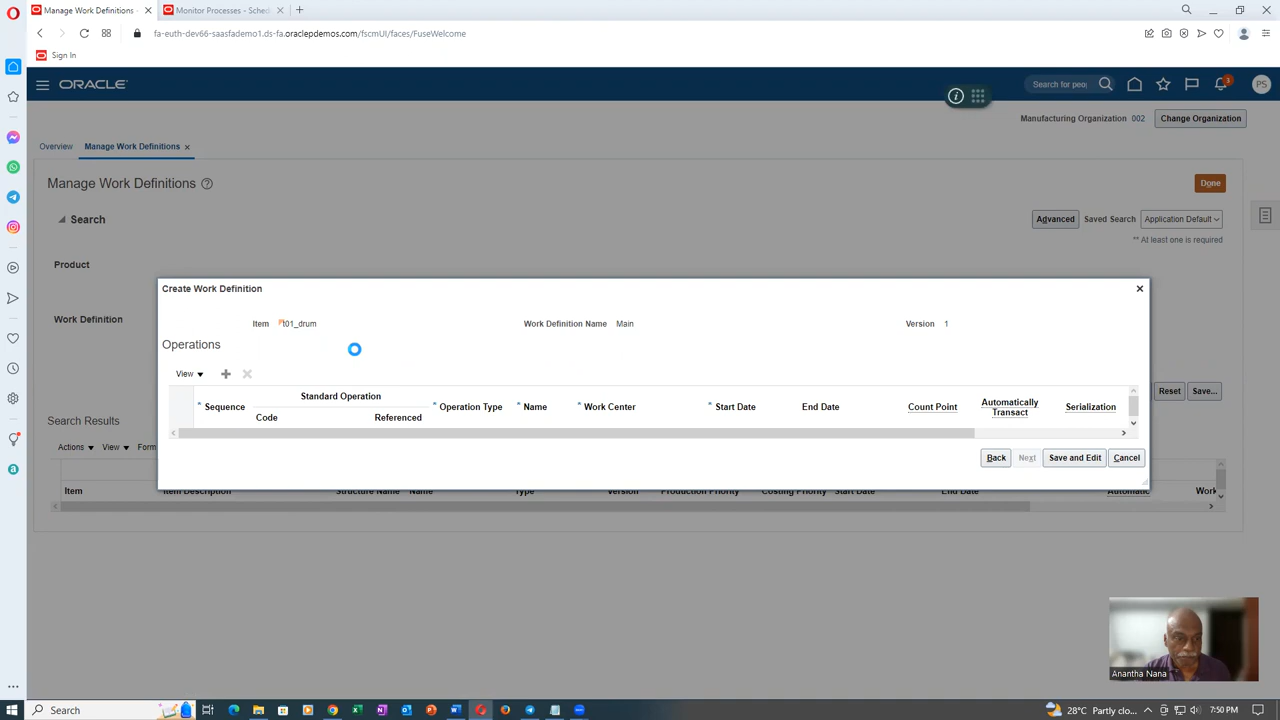 Manage Work Definitions -
Monitor Processes - Sched
fa-euth-dev66-saasfademo1.ds-fa.oraclepdemos.com/fscmUI/faces/FuseWelcome
Sign In
ORACLE
Search for peo
3
PS
Manufacturing Organization 002
Change Organization
Overview
Manage Work Definitions
Manage Work Definitions
Done
Search
Advanced
Saved Search
Application Default
** At least one is required
Product
Work Definition
Create Work Definition
Item
t01_drum
Work Definition Name Main
Version 1
Operations
View
* Sequence
Standard Operation
Code
Referenced
* Operation Type
* Name
* Work Center
* Start Date
End Date
Count Point
Automatically
Transact
Serialization
Back
Next
Save and Edit
Cancel
Reset
Save...
Search Results
Actions
View
Form
Item
Item Description
Structure Name
Name
Type
Version
Production Priority
Costing Priority
Start Date
End Date
Automatic
Work
Anantha Nana
Search
28°C Partly clo...
7:50 PM